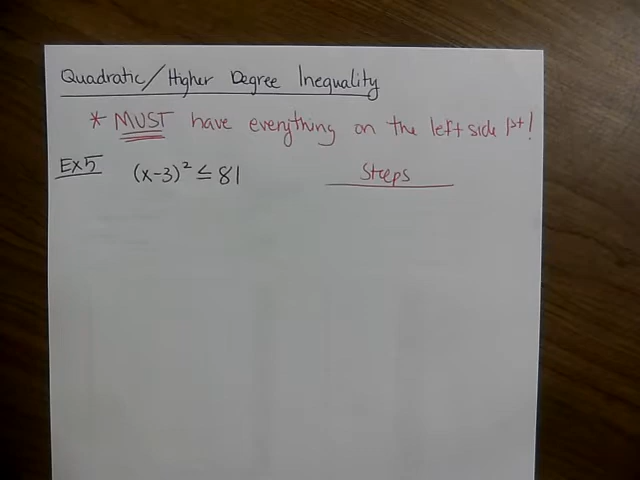 Quadratic/Higher Degree Inequality
* MUST have everything on the left side 1st!
EX5 (x-3)² ≤ 81 Steps